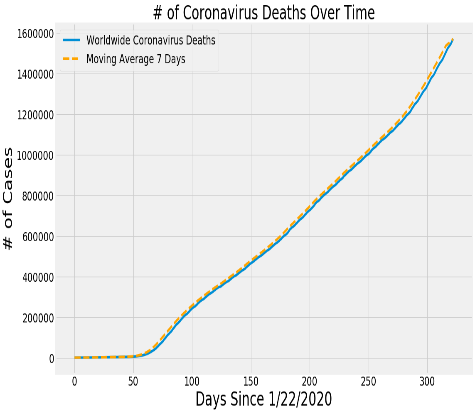 # of Coronavirus Deaths Over Time
Worldwide Coronavirus Deaths
Moving Average 7 Days
# of Cases
1600000
1400000
1200000
1000000
800000
600000
400000
200000
0
0 50 100 150 200 250 300
Days Since 1/22/2020